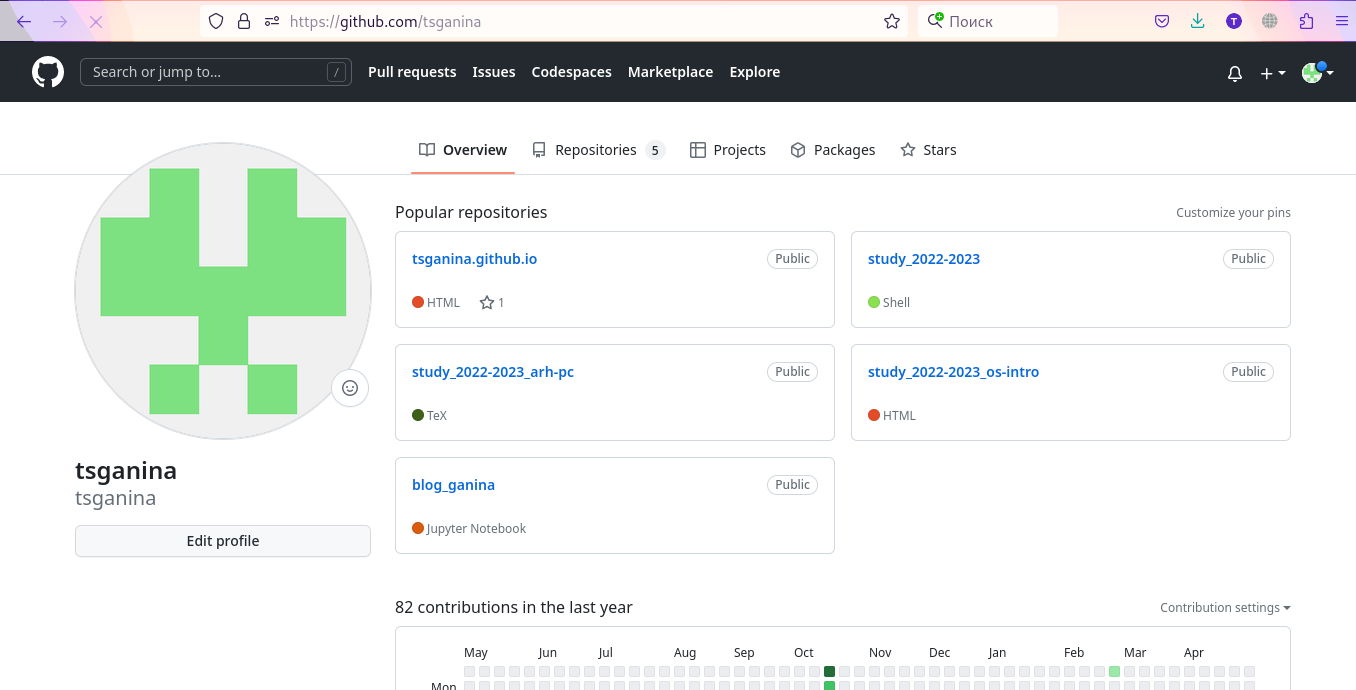 https://github.com/tsganina
Поиск
T
Search or jump to...
/
Pull requests
Issues
Codespaces
Marketplace
Explore
Overview
Repositories 5
Projects
Packages
Stars
Popular repositories
Customize your pins
tsganina.github.io
Public
HTML
1
study_2022-2023
Public
Shell
study_2022-2023_arh-pc
Public
TeX
study_2022-2023_os-intro
Public
HTML
blog_ganina
Public
Jupyter Notebook
tsganina
tsganina
Edit profile
82 contributions in the last year
Contribution settings
May Jun Jul Aug Sep Oct Nov Dec Jan Feb Mar Apr
Mon